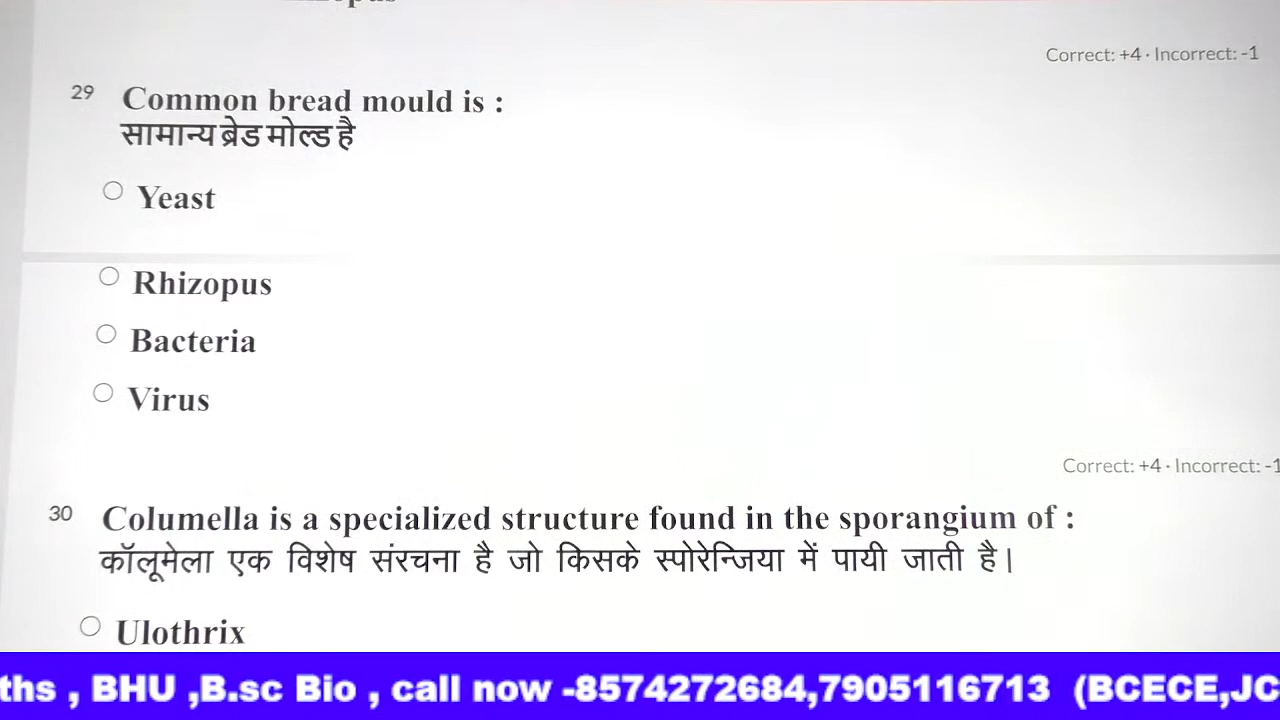 Correct: +4 · Incorrect: -1
29 Common bread mould is :
सामान्य ब्रेड मोल्ड है
Yeast
Rhizopus
Bacteria
Virus
Correct: +4 · Incorrect: -1
30 Columella is a specialized structure found in the sporangium of :
कॉलूमेला एक विशेष संरचना है जो किसके स्पोरेन्जिया में पायी जाती है |
Ulothrix
ths , BHU ,B.sc Bio , call now -8574272684,7905116713 (BCECE,JC